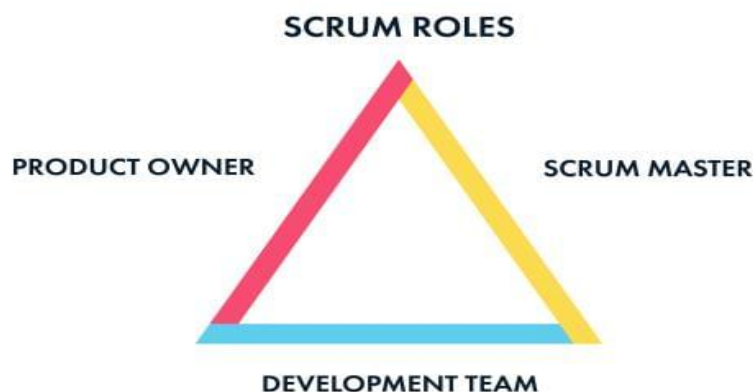 SCRUM ROLES
PRODUCT OWNER
SCRUM MASTER
DEVELOPMENT TEAM